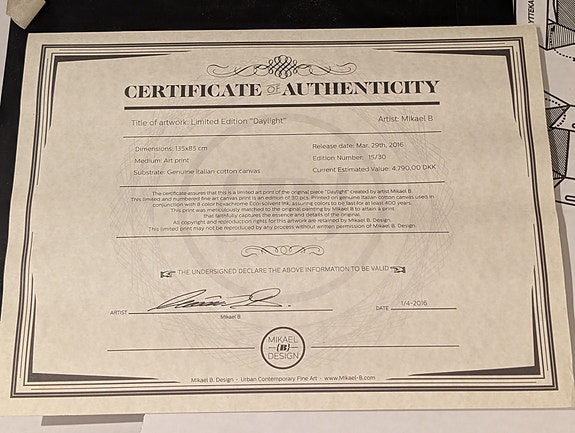 CERTIFICATE OF AUTHENTICITY
Title of artwork: Limited Edition "Daylight" Artist: Mikael B
Dimensions: 135x85 cm
Medium: Art print
Substrate: Genuine Italian cotton canvas
Release date: Mar. 29th, 2016
Edition Number: 15/30
Current Estimated Value: 4.790,00 DKK
The certificate assures that this is a limited art print of the original piece "Daylight" created by artist Mikael B.
This limited and numbered fine art canvas print is an edition of 30 pcs. Printed on genuine Italian cotton canvas used in
conjunction with 8 color hexachrome Eco-solvent ink, assuring colors to be fast for at least 400 years.
This print was meticulously matched to the original painting by Mikael B to attain a print
that faithfully captures the essence and details of the original.
All copyright and reproduction rights for this artwork are retained by Mikael B. Design.
This limited print may not be reproduced by any process without written permission of Mikael B. Design.
THE UNDERSIGNED DECLARE THE ABOVE INFORMATION TO BE VALID
ARTIST
Mikael B
DATE 1/4-2016
MIKAEL
{B}
DESIGN
Mikael B. Design - Urban Contemporary Fine Art - www.Mikael-B.com